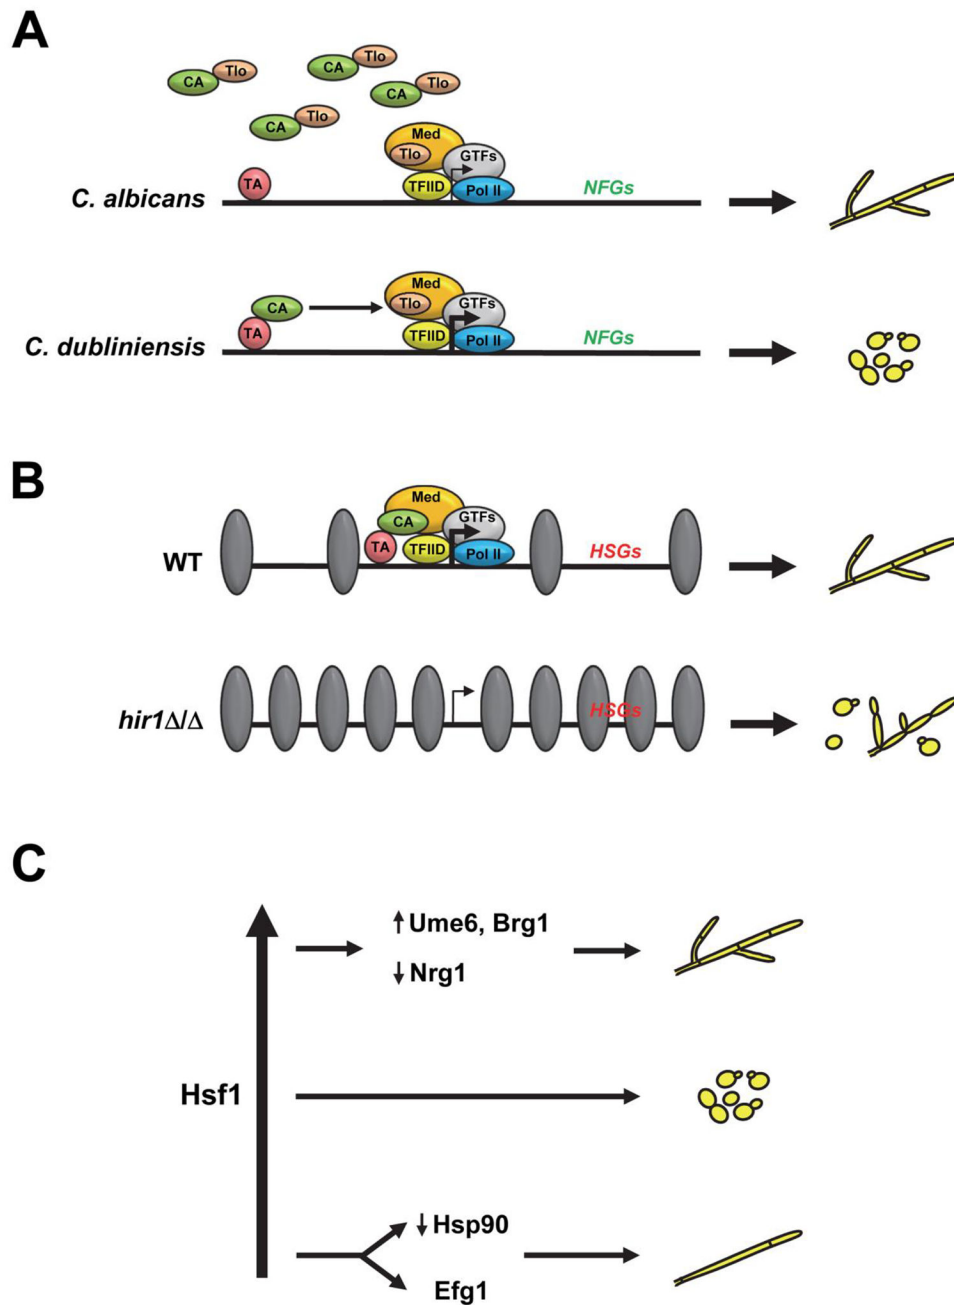 A
CA Tlo
CA Tlo
CA Tlo
CA Tlo
Med
Tlo
GTFs
TA
TFIID
Pol II
C. albicans
NFGs
Med
CA
Tlo
GTFs
TA
TFIID
Pol II
C. dubliniensis
NFGs
B
Med
CA
GTFs
TA
TFIID
Pol II
WT
HSGs
hir1Δ/Δ
HSGs
C
↑Ume6, Brg1
↓Nrg1
Hsf1
↓Hsp90
Efg1